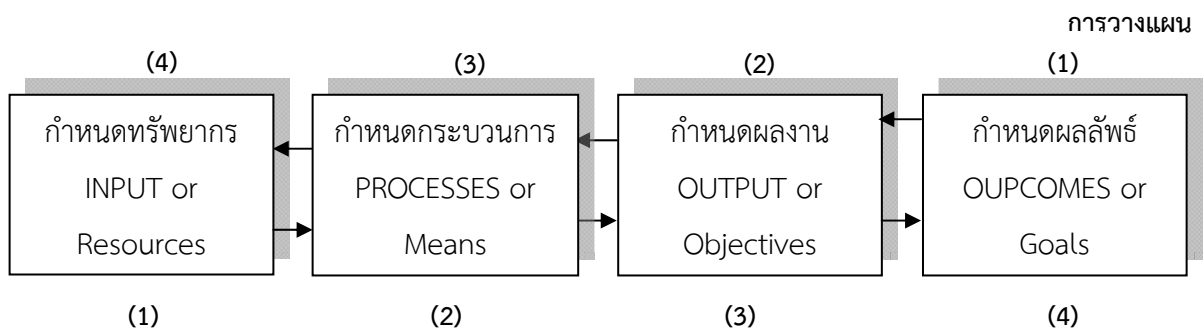 การวางแผน
(4) (3) (2) (1)
กำหนดทรัพยากร
INPUT or
Resources
กำหนดกระบวนการ
PROCESSES or
Means
กำหนดผลงาน
OUTPUT or
Objectives
กำหนดผลลัพธ์
OUPCOMES or
Goals
(1) (2) (3) (4)